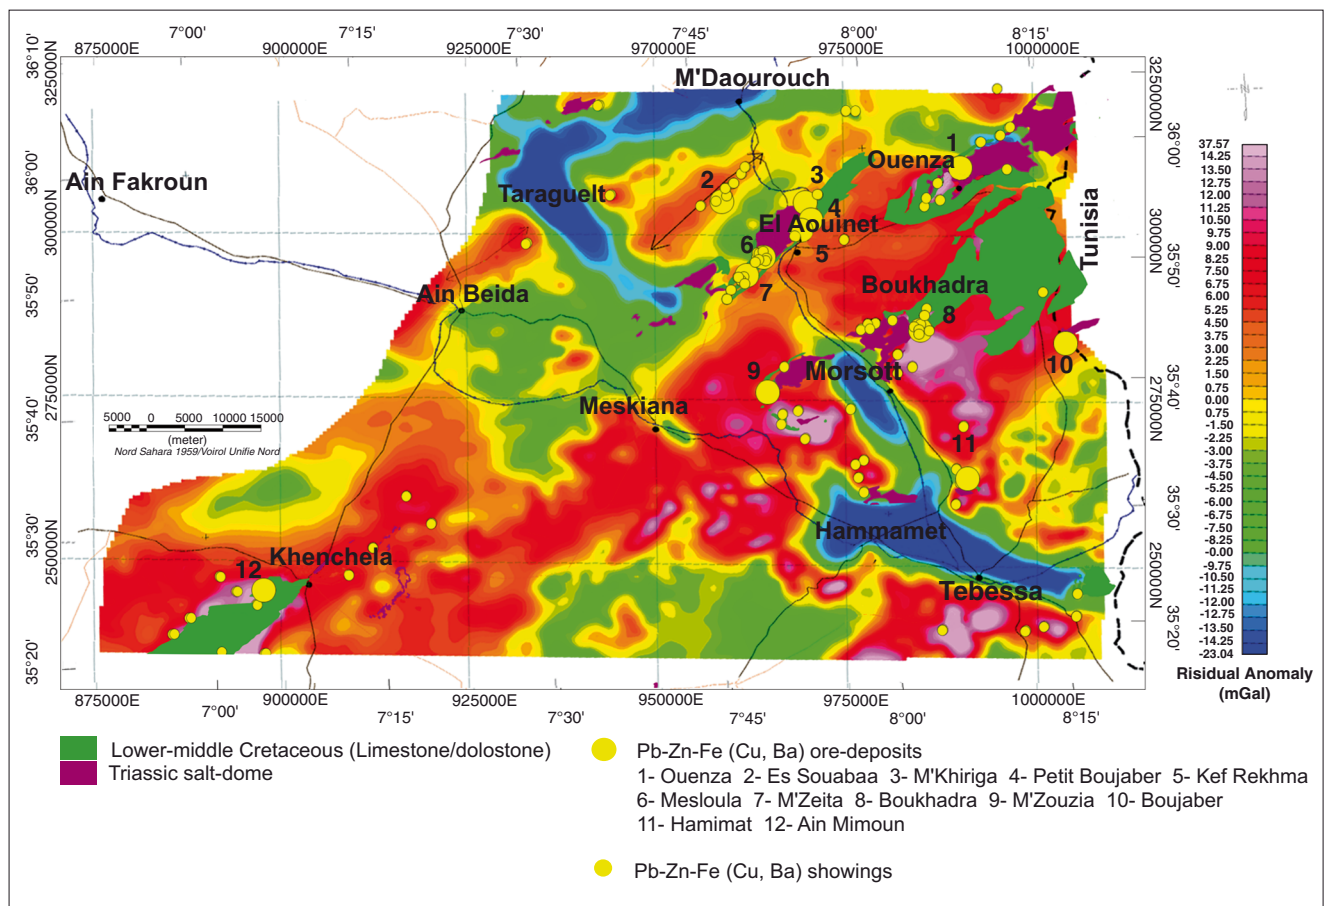 7°00' 7°15' 7°30' 7°45' 8°00' 8°15'
875000E 900000E 925000E 970000E 975000E 1000000E
36°10'
325000N
36°00'
300000N
35°50'
275000N
35°40'
35°30'
250000N
35°20'
3250000N
36°00'
300000N
35°50'
35°40'
275000N
35°30'
2500000N
35°20'
M'Daourouch
1
Ouenza
Ain Fakroun
2
3
Taraguelt
4
El Aouinet
Tunisia
6
5
7
Boukhadra
Ain Beida
8
9
Morsott
10
Meskiana
11
Hammamet
Khenchela
12
Tebessa
5000 0 5000 10000 15000
(meter)
Nord Sahara 1959/Voirol Unifie Nord
37.57
14.25
13.50
12.75
12.00
11.25
10.50
9.75
9.00
8.25
7.50
6.75
6.00
5.25
4.50
3.75
3.00
2.25
1.50
0.75
0.00
-0.75
-1.50
-2.25
-3.00
-3.75
-4.50
-5.25
-6.00
-6.75
-7.50
-8.25
-0.00
-9.75
-10.50
-11.25
-12.00
-12.75
-13.50
-14.25
-23.04
Risidual Anomaly
(mGal)
875000E 900000E 925000E 950000E 975000E 1000000E
7°00' 7°15' 7°30' 7°45' 8°00' 8°15'
Lower-middle Cretaceous (Limestone/dolostone)
Triassic salt-dome
Pb-Zn-Fe (Cu, Ba) ore-deposits
1- Ouenza 2- Es Souabaa 3- M'Khiriga 4- Petit Boujaber 5- Kef Rekhma
6- Mesloula 7- M'Zeita 8- Boukhadra 9- M'Zouzia 10- Boujaber
11- Hamimat 12- Ain Mimoun
Pb-Zn-Fe (Cu, Ba) showings